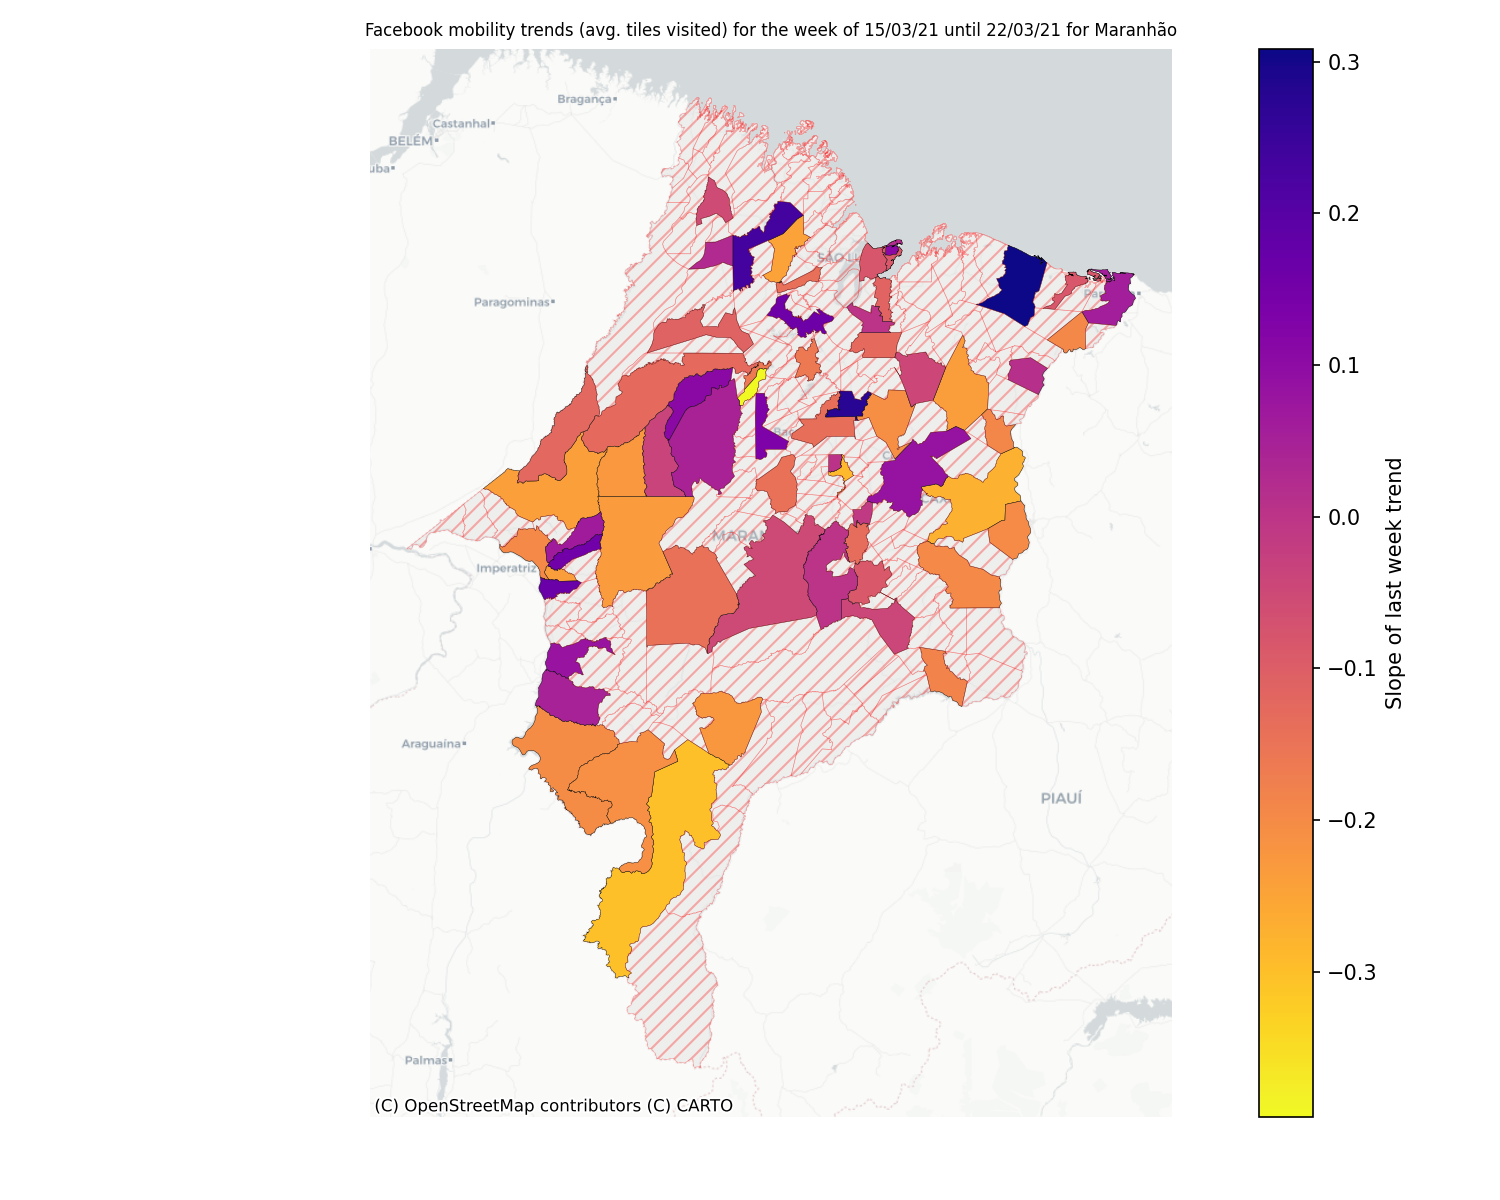 Facebook mobility trends (avg. tiles visited) for the week of 15/03/21 until 22/03/21 for Maranhão
Bragança
Castanhal
BELÉM
uba
SÃO L
Paragominas
Pa
Ba
C
MARAN
Imperatriz
Araguaína
PIAUÍ
Palmas
(C) OpenStreetMap contributors (C) CARTO
0.3
0.2
0.1
0.0
−0.1
−0.2
−0.3
Slope of last week trend